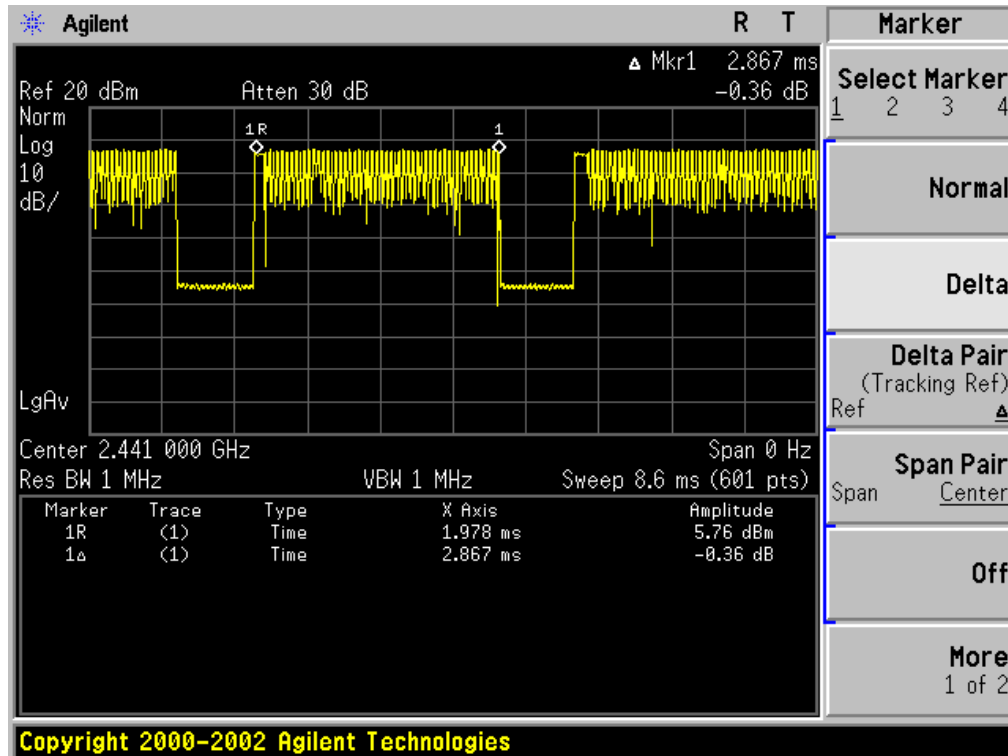 Agilent R T Marker
▵ Mkr1 2.867 ms
Ref 20 dBm Atten 30 dB -0.36 dB
Norm
Log
10
dB/
1R 1
LgAv
Center 2.441 000 GHz Span 0 Hz
Res BW 1 MHz VBW 1 MHz Sweep 8.6 ms (601 pts)
Marker Trace Type X Axis Amplitude
1R (1) Time 1.978 ms 5.76 dBm
1▵ (1) Time 2.867 ms -0.36 dB
Select Marker
1 2 3 4
Normal
Delta
Delta Pair
(Tracking Ref)
Ref ▵
Span Pair
Span Center
Off
More
1 of 2
Copyright 2000-2002 Agilent Technologies